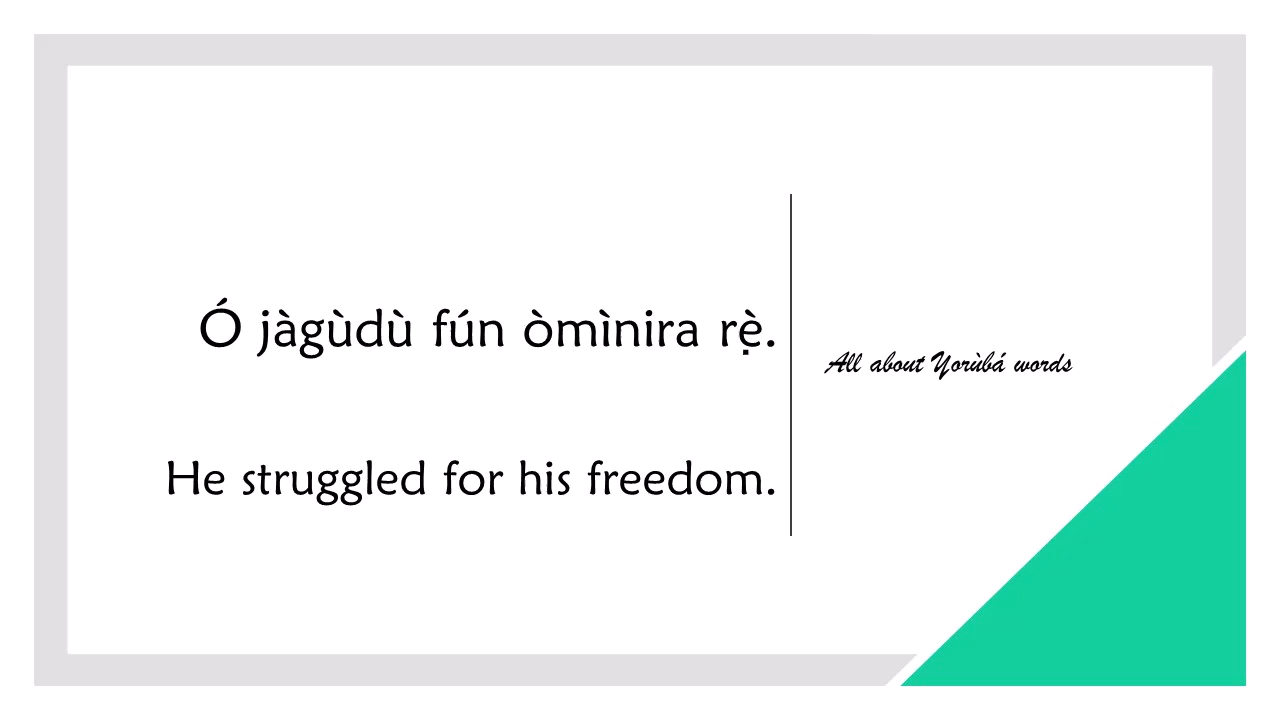 Ó jàgùdù fún òmìnira rẹ̀.
He struggled for his freedom.
All about Yorùbá words